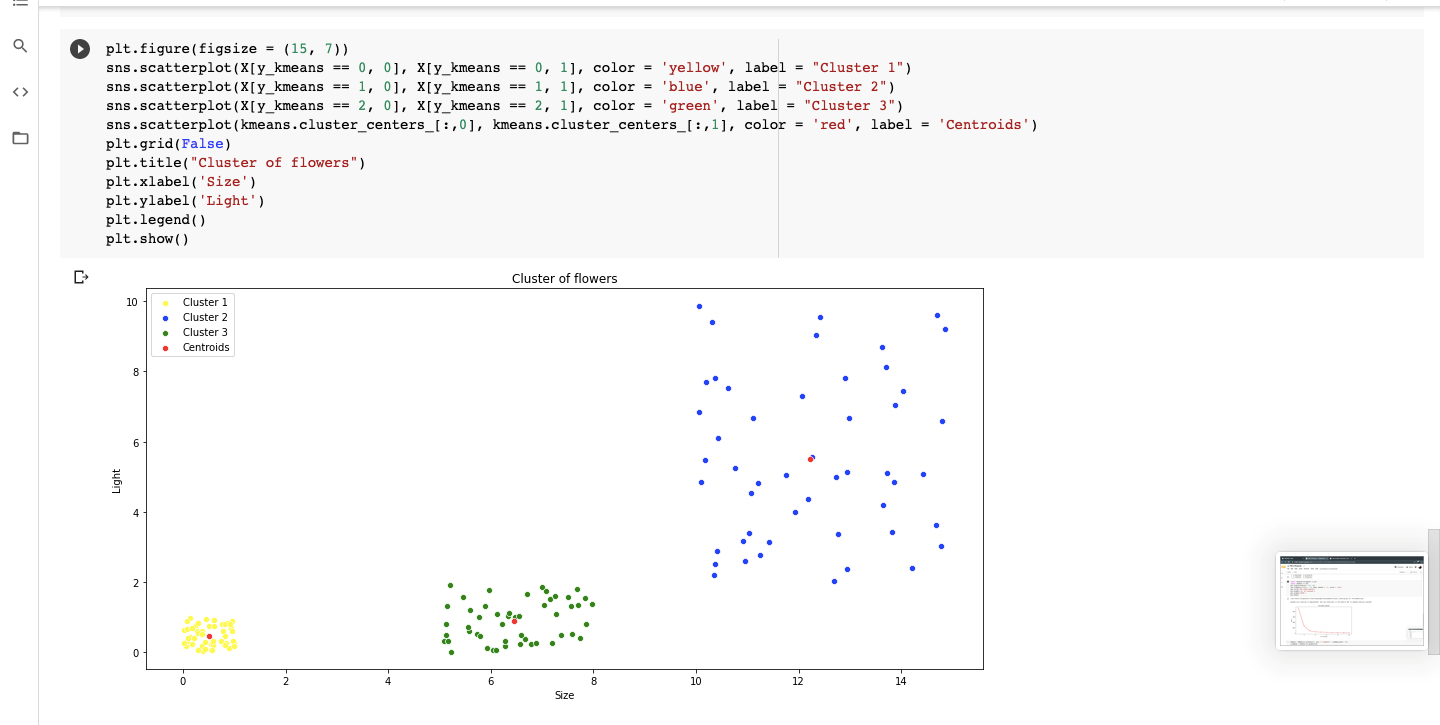 plt.figure(figsize = (15, 7))
sns.scatterplot(X[y_kmeans == 0, 0], X[y_kmeans == 0, 1], color = 'yellow', label = "Cluster 1")
sns.scatterplot(X[y_kmeans == 1, 0], X[y_kmeans == 1, 1], color = 'blue', label = "Cluster 2")
sns.scatterplot(X[y_kmeans == 2, 0], X[y_kmeans == 2, 1], color = 'green', label = "Cluster 3")
sns.scatterplot(kmeans.cluster_centers_[:,0], kmeans.cluster_centers_[:,1], color = 'red', label = 'Centroids')
plt.grid(False)
plt.title("Cluster of flowers")
plt.xlabel('Size')
plt.ylabel('Light')
plt.legend()
plt.show()
Cluster of flowers
Cluster 1
Cluster 2
Cluster 3
Centroids
10
8
6
4
2
0
Light
0 2 4 6 8 10 12 14
Size